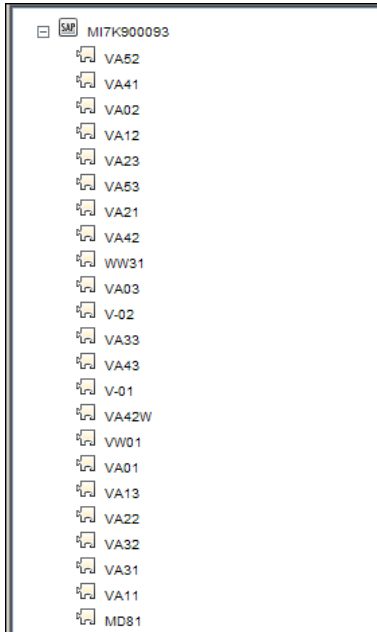 SAP MI7K900093
VA52
VA41
VA02
VA12
VA23
VA53
VA21
VA42
WW31
VA03
V-02
VA33
VA43
V-01
VA42W
VW01
VA01
VA13
VA22
VA32
VA31
VA11
MD81